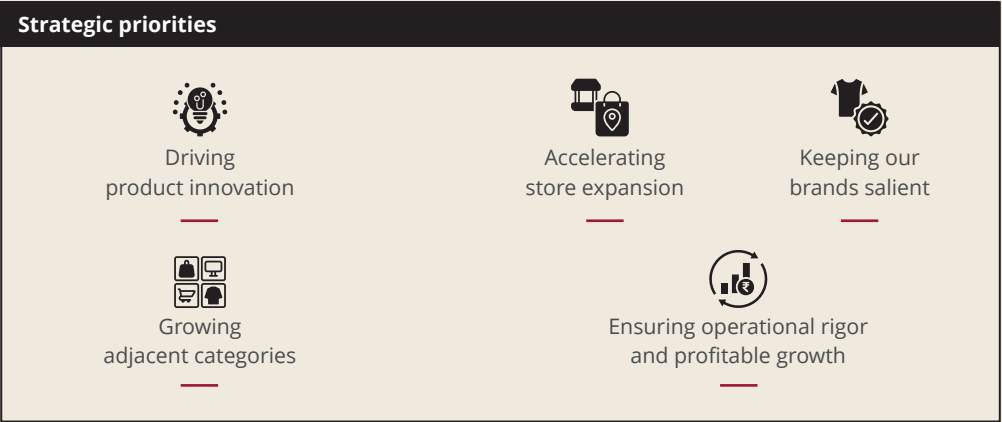 Strategic priorities
Driving
product innovation
Accelerating
store expansion
Keeping our
brands salient
Growing
adjacent categories
₹
Ensuring operational rigor
and profitable growth